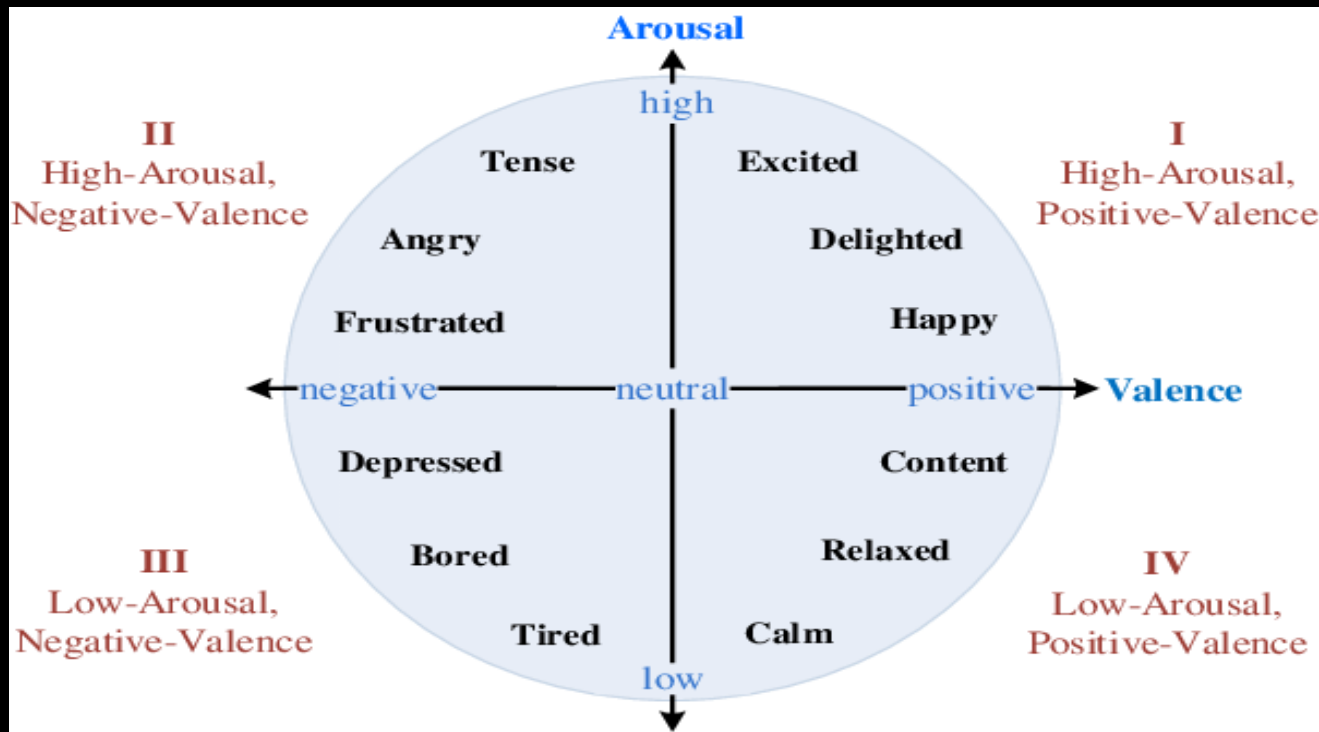 Arousal
high
II
High-Arousal,
Negative-Valence
I
High-Arousal,
Positive-Valence
Tense
Excited
Angry
Delighted
Frustrated
Happy
negative
neutral
positive
Valence
Depressed
Content
Bored
Relaxed
III
Low-Arousal,
Negative-Valence
IV
Low-Arousal,
Positive-Valence
Tired
Calm
low